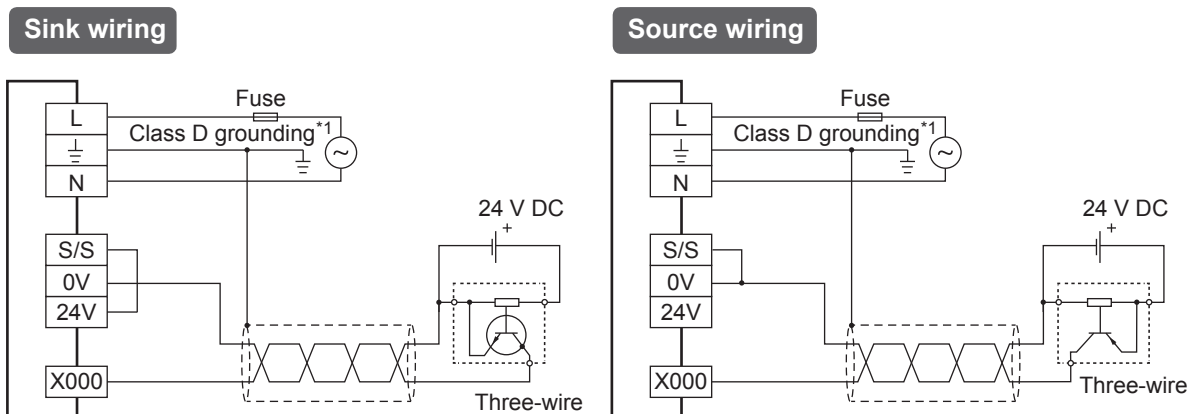 Sink wiring
L
N
S/S
0V
24V
X000
Fuse
Class D grounding*1
~
24 V DC
+
Three-wire
Source wiring
L
N
S/S
0V
24V
X000
Fuse
Class D grounding*1
~
24 V DC
+
Three-wire